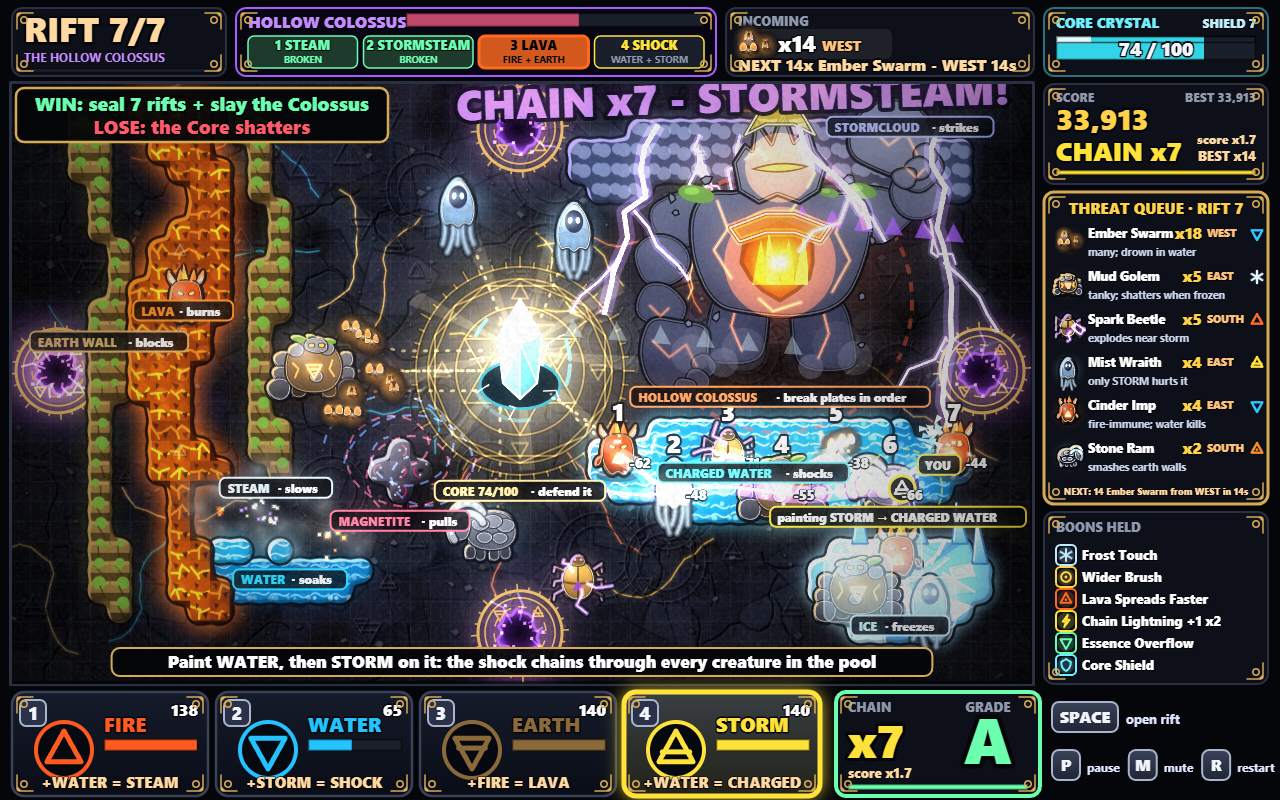 RIFT 7/7
THE HOLLOW COLOSSUS
HOLLOW COLOSSUS
1 STEAM
BROKEN
2 STORMSTEAM
BROKEN
3 LAVA
FIRE + EARTH
4 SHOCK
WATER + STORM
INCOMING
x14 WEST
NEXT 14x Ember Swarm - WEST 14s
CORE CRYSTAL
SHIELD 7
74 / 100
WIN: seal 7 rifts + slay the Colossus
LOSE: the Core shatters
CHAIN x7 - STORMSTEAM!
STORMCLOUD - strikes
LAVA - burns
EARTH WALL - blocks
HOLLOW COLOSSUS - break plates in order
1
2
3
4
5
6
7
-62
-48
-55
-38
-66
-44
CHARGED WATER - shocks
YOU
STEAM - slows
CORE 74/100 - defend it
MAGNETITE - pulls
painting STORM → CHARGED WATER
WATER - soaks
ICE - freezes
Paint WATER, then STORM on it: the shock chains through every creature in the pool
SCORE
BEST 33,913
33,913
CHAIN x7
score x1.7
BEST x14
THREAT QUEUE · RIFT 7
Ember Swarm x18 WEST
many; drown in water
Mud Golem x5 EAST
tanky; shatters when frozen
Spark Beetle x5 SOUTH
explodes near storm
Mist Wraith x4 EAST
only STORM hurts it
Cinder Imp x4 EAST
fire-immune; water kills
Stone Ram x2 SOUTH
smashes earth walls
NEXT: 14 Ember Swarm from WEST in 14s
BOONS HELD
Frost Touch
Wider Brush
Lava Spreads Faster
Chain Lightning +1 x2
Essence Overflow
Core Shield
1
FIRE
138
+WATER = STEAM
2
WATER
65
+STORM = SHOCK
3
EARTH
140
+FIRE = LAVA
4
STORM
140
+WATER = CHARGED
CHAIN
x7
score x1.7
GRADE
A
SPACE open rift
P pause M mute R restart